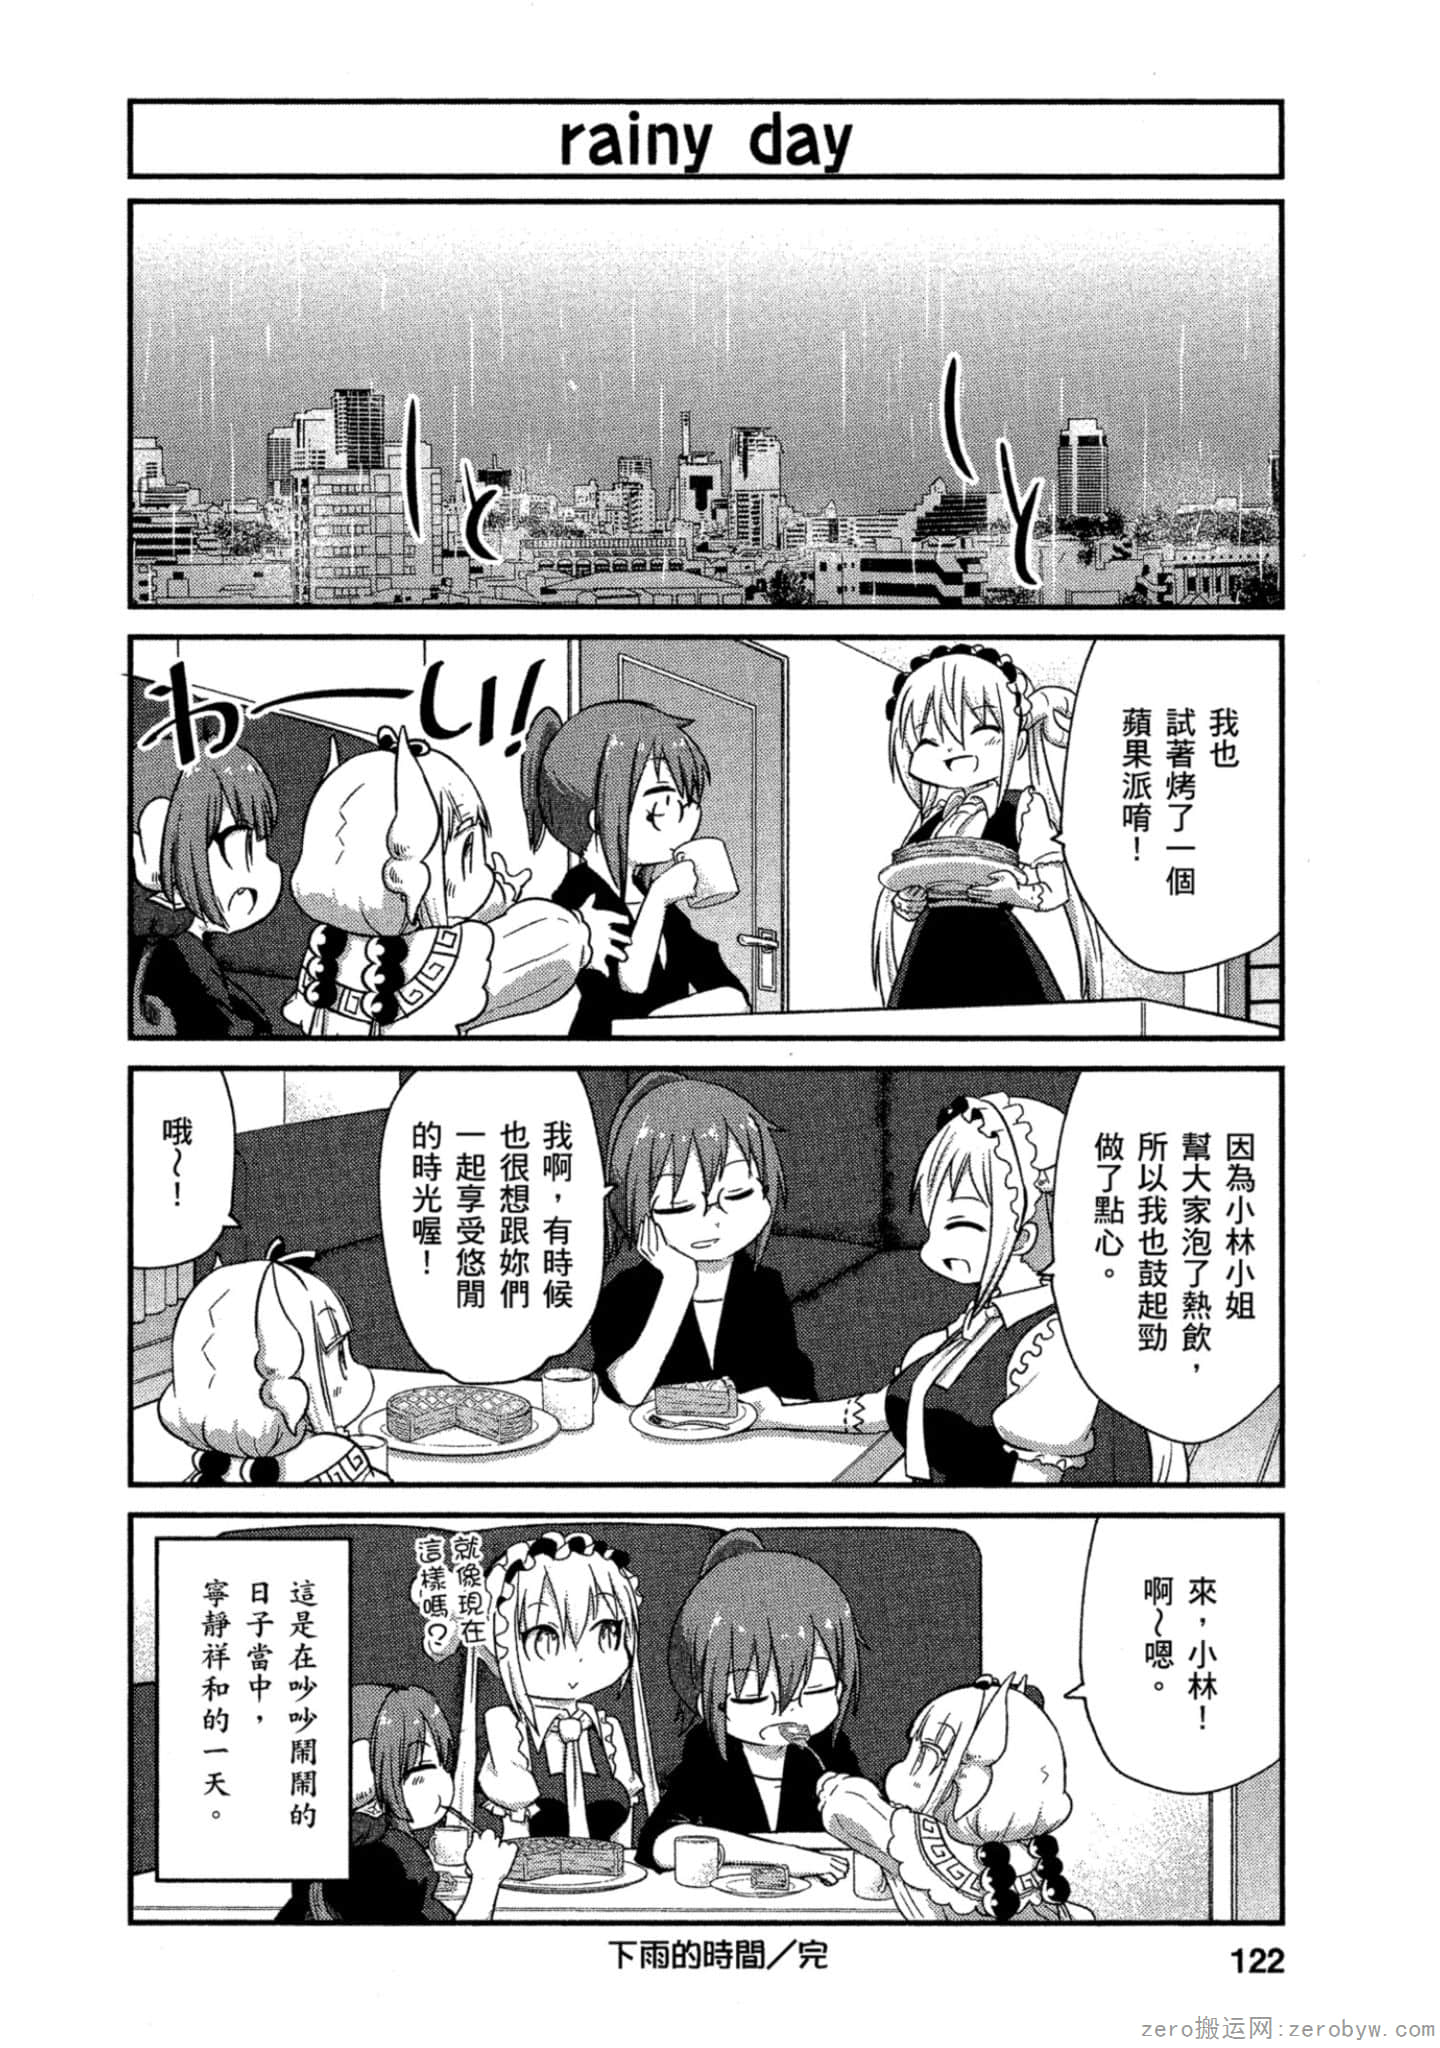 rainy day
しと
しと
わーい!!
我也
試著烤了一個
蘋果派唷！
因為小林小姐
幫大家泡了熱飲，
所以我也鼓起勁
做了點心。
我啊，有時候
也很想跟妳們
一起享受悠閒
的時光喔！
哦～！
來，小林！
啊～嗯。
就像現在
這樣嗎？
這是在吵吵鬧鬧的
日子當中，
寧靜祥和的一天。
下雨的時間／完
122
zero搬运网:zerobyw.com